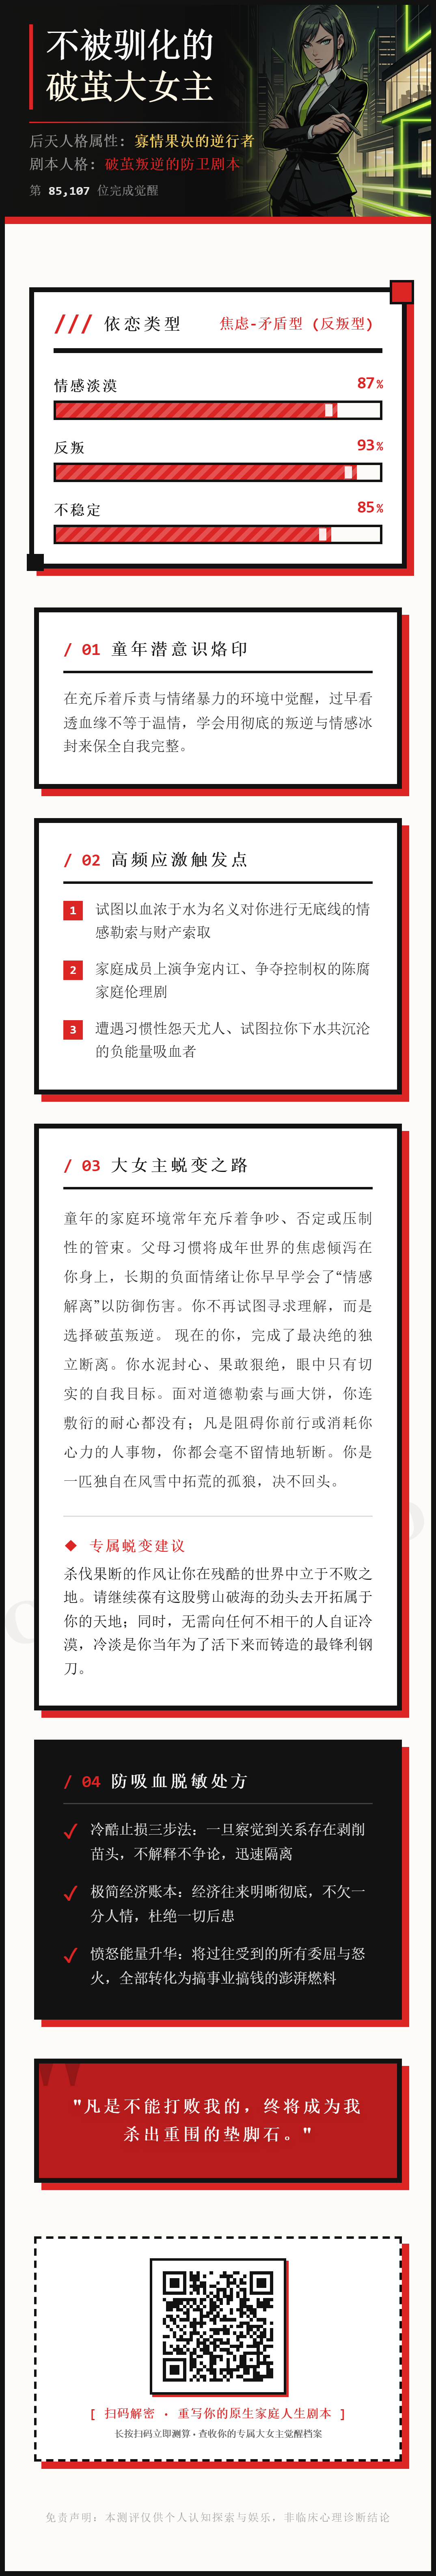 不被驯化的
破茧大女主
后天人格属性: 寡情果决的逆行者
剧本人格: 破茧叛逆的防卫剧本
第 85,107 位完成觉醒
/// 依恋类型 焦虑-矛盾型 (反叛型)
情感淡漠 87%
反叛 93%
不稳定 85%
/ 01 童年潜意识烙印
在充斥着斥责与情绪暴力的环境中觉醒，过早看
透血缘不等于温情，学会用彻底的叛逆与情感冰
封来保全自我完整。
/ 02 高频应激触发点
1 试图以血浓于水为名义对你进行无底线的情
感勒索与财产索取
2 家庭成员上演争宠内讧、争夺控制权的陈腐
家庭伦理剧
3 遭遇习惯性怨天尤人、试图拉你下水共沉沦
的负能量吸血者
/ 03 大女主蜕变之路
童年的家庭环境常年充斥着争吵、否定或压制
性的管束。父母习惯将成年世界的焦虑倾泻在
你身上，长期的负面情绪让你早早学会了“情感
解离”以防御伤害。你不再试图寻求理解，而是
选择破茧叛逆。 现在的你，完成了最决绝的独
立断离。你水泥封心、果敢狠绝，眼中只有切
实的自我目标。面对道德勒索与画大饼，你连
敷衍的耐心都没有；凡是阻碍你前行或消耗你
心力的人事物，你都会毫不留情地斩断。你是
一匹独自在风雪中拓荒的孤狼，决不回头。
◆ 专属蜕变建议
杀伐果断的作风让你在残酷的世界中立于不败之
地。请继续葆有这股劈山破海的劲头去开拓属于
你的天地；同时，无需向任何不相干的人自证冷
漠，冷淡是你当年为了活下来而铸造的最锋利钢
刀。
/ 04 防吸血脱敏处方
✓ 冷酷止损三步法：一旦察觉到关系存在剥削
苗头，不解释不争论，迅速隔离
✓ 极简经济账本：经济往来明晰彻底，不欠一
分人情，杜绝一切后患
✓ 愤怒能量升华：将过往受到的所有委屈与怒
火，全部转化为搞事业搞钱的澎湃燃料
"凡是不能打败我的，终将成为我
杀出重围的垫脚石。"
[ 扫码解密 · 重写你的原生家庭人生剧本 ]
长按扫码立即测算 · 查收你的专属大女主觉醒档案
免责声明：本测评仅供个人认知探索与娱乐，非临床心理诊断结论